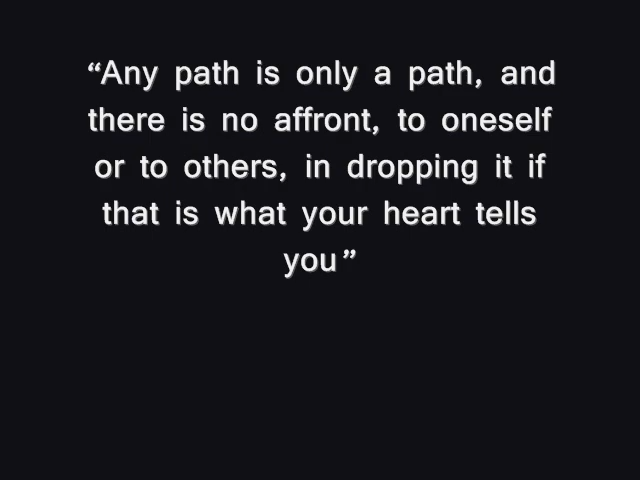 “Any path is only a path, and
there is no affront, to oneself
or to others, in dropping it if
that is what your heart tells
you”